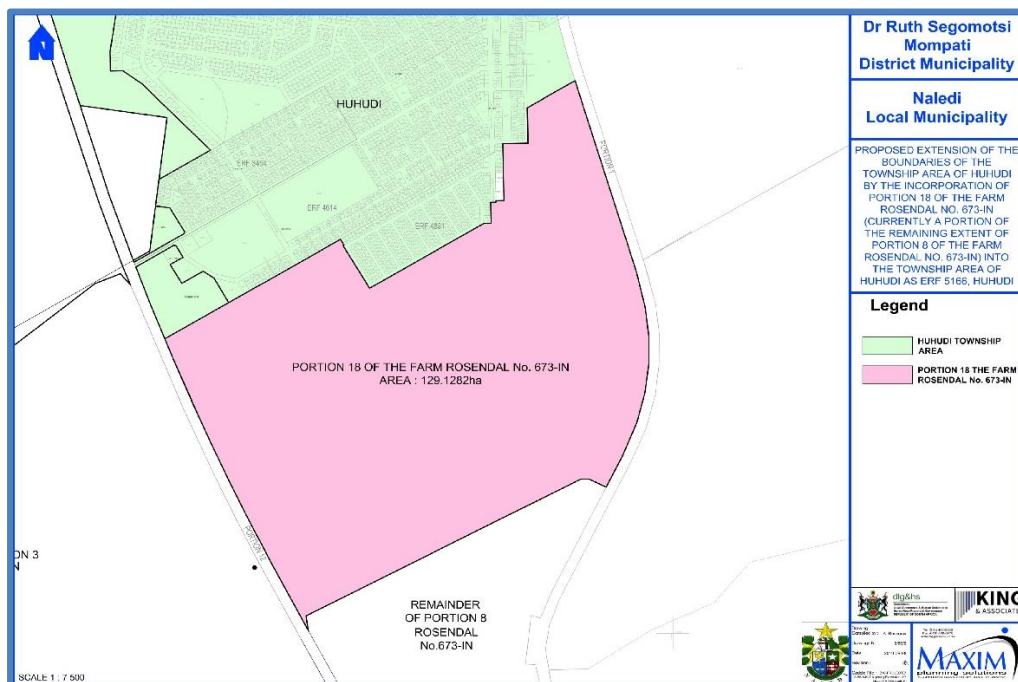 Dr Ruth Segomotsi
Mompati
District Municipality
Naledi
Local Municipality
PROPOSED EXTENSION OF THE
BOUNDARIES OF THE
TOWNSHIP AREA OF HUHUDI
BY THE INCORPORATION OF
PORTION 18 OF THE FARM
ROSENDAL NO. 673-IN
(CURRENTLY A PORTION OF
THE REMAINING EXTENT OF
PORTION 8 OF THE FARM
ROSENDAL NO. 673-IN) INTO
THE TOWNSHIP AREA OF
HUHUDI AS ERF 5166, HUHUDI
Legend
HUHUDI TOWNSHIP
AREA
PORTION 18 THE FARM
ROSENDAL No. 673-IN
N
HUHUDI
ERF 4614
ERF 4881
PORTION 1
PORTION 18 OF THE FARM ROSENDAL No. 673-IN
AREA : 129.1282ha
PORTION 12
ON 3
N
REMAINDER
OF PORTION 8
ROSENDAL
No.673-IN
SCALE 1 : 7 500
dlg&hs
KING
& ASSOCIATE
MAXIM
planning solutions